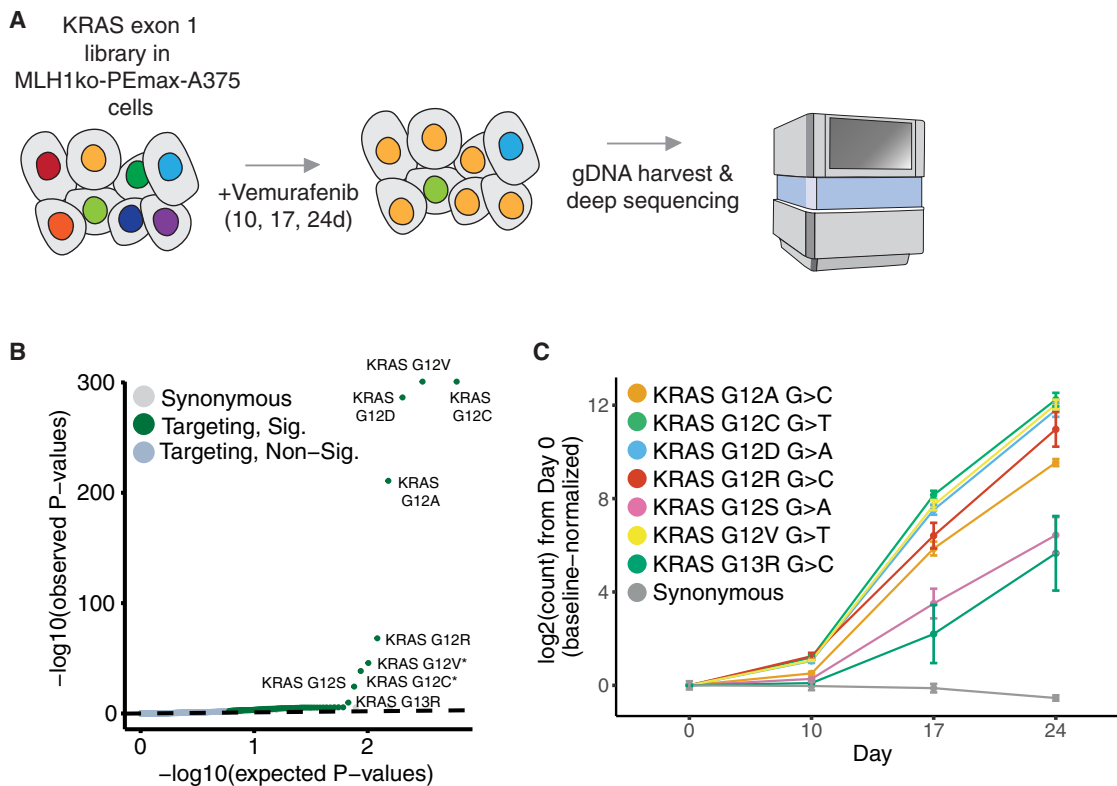 A
KRAS exon 1
library in
MLH1ko-PEmax-A375
cells
+Vemurafenib
(10, 17, 24d)
gDNA harvest &
deep sequencing
B
−log10(observed P−values)
300
200
100
0
Synonymous
Targeting, Sig.
Targeting, Non-Sig.
KRAS G12V
KRAS
G12D
KRAS
G12C
KRAS
G12A
KRAS G12R
KRAS G12V*
KRAS G12S
KRAS G12C*
KRAS G13R
0
1
2
−log10(expected P−values)
C
log2(count) from Day 0
(baseline−normalized)
12
8
4
0
KRAS G12A G>C
KRAS G12C G>T
KRAS G12D G>A
KRAS G12R G>C
KRAS G12S G>A
KRAS G12V G>T
KRAS G13R G>C
Synonymous
0
10
17
24
Day